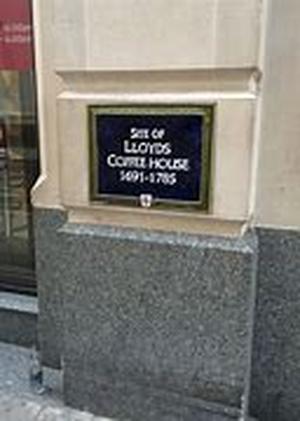 SITE OF
LLOYDS
COFFEE HOUSE
1691-1785